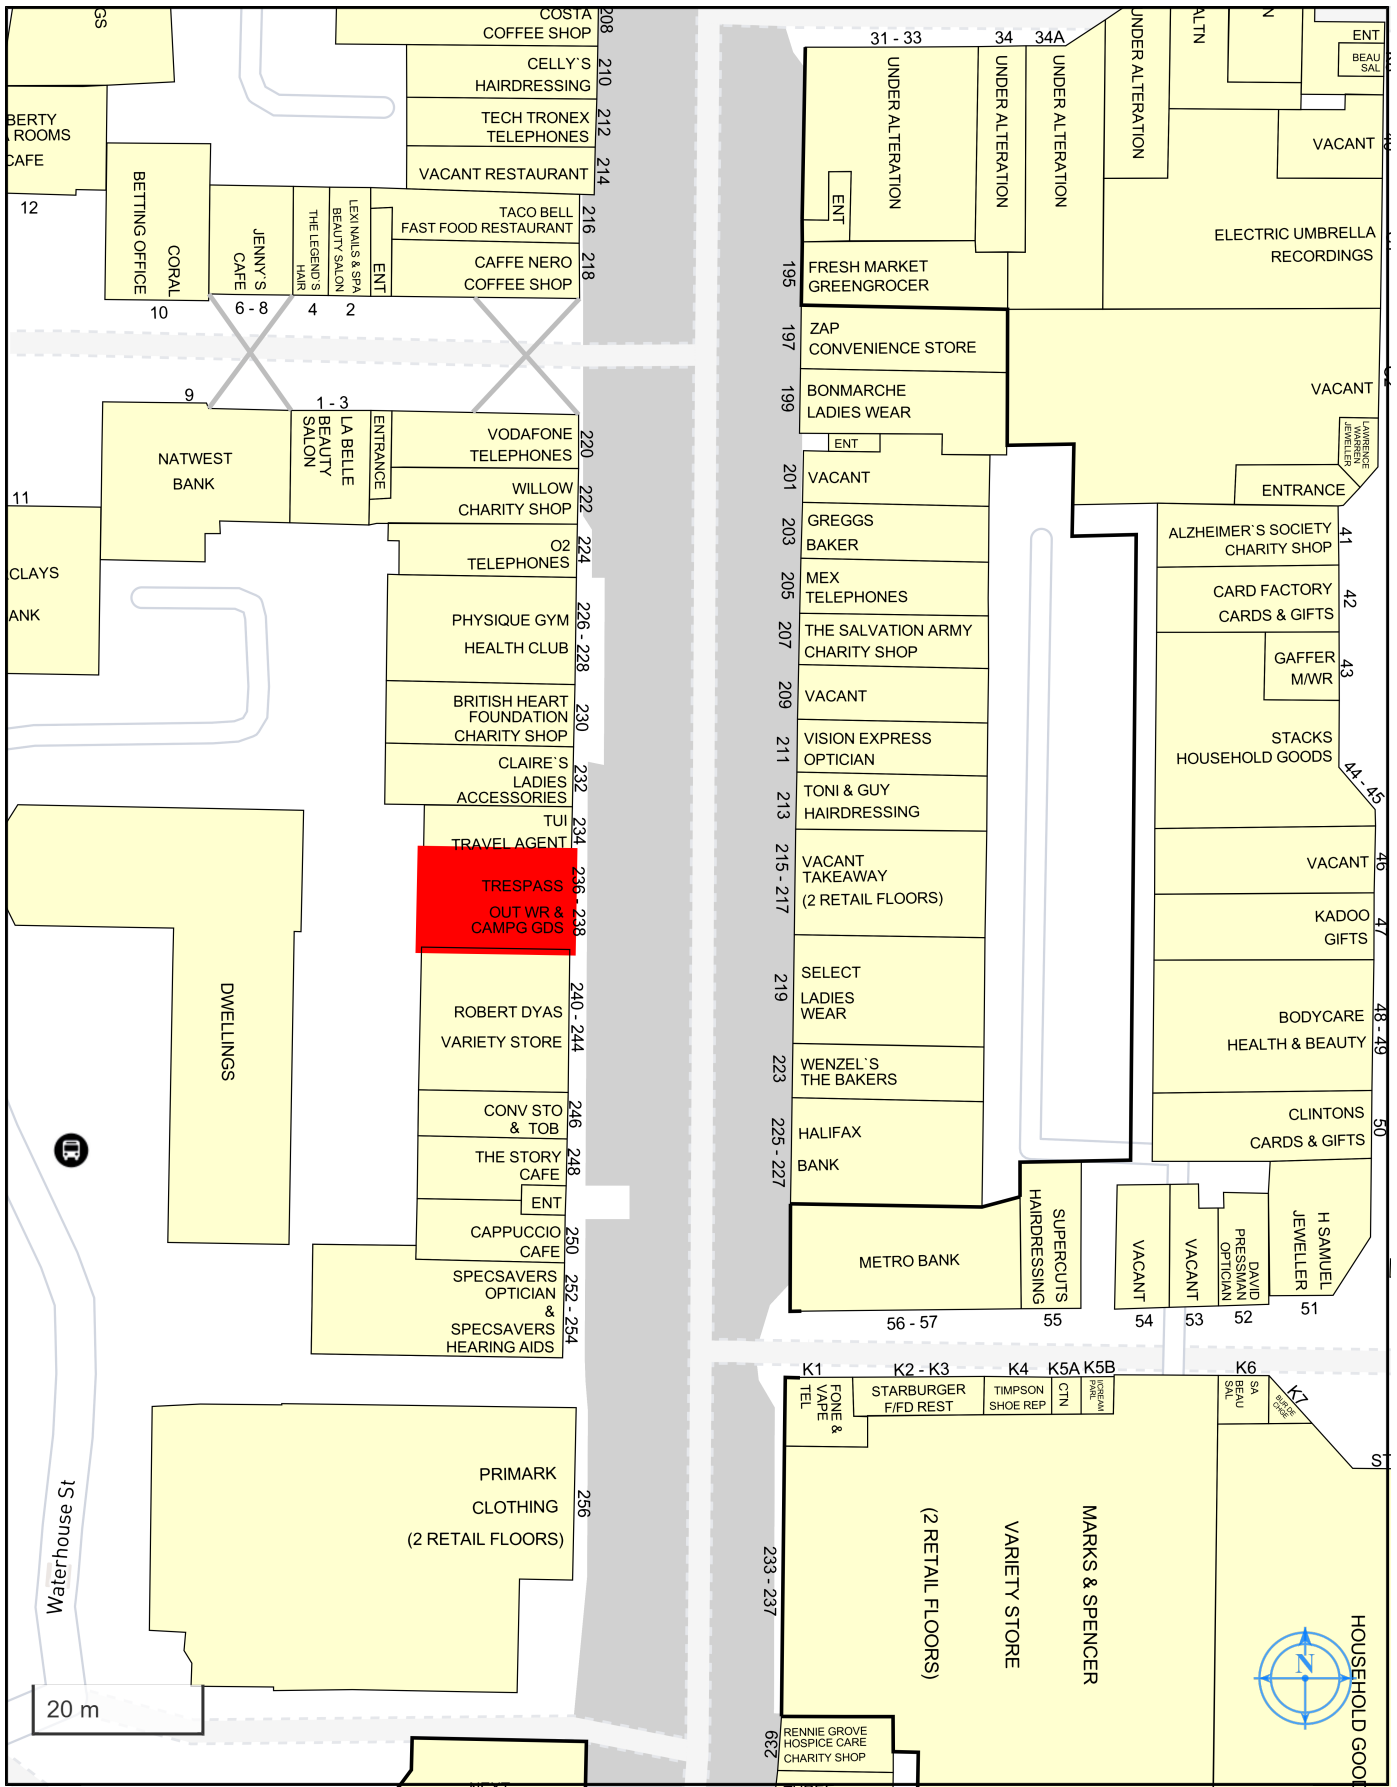 GS
COSTA
COFFEE SHOP
208
CELLY`S
HAIRDRESSING
210
TECH TRONEX
TELEPHONES
212
VACANT RESTAURANT
214
TACO BELL
FAST FOOD RESTAURANT
216
CAFFE NERO
COFFEE SHOP
218
BERTY
ROOMS
CAFE
12
CORAL
BETTING OFFICE
10
JENNY`S
CAFE
6 - 8
THE LEGEND`S
HAIR
4
LEXI NAILS & SPA
BEAUTY SALON
2
ENT
9
NATWEST
BANK
11
CLAYS
ANK
1 - 3
LA BELLE
BEAUTY
SALON
ENTRANCE
VODAFONE
TELEPHONES
220
WILLOW
CHARITY SHOP
222
O2
TELEPHONES
224
PHYSIQUE GYM
HEALTH CLUB
226 - 228
BRITISH HEART
FOUNDATION
CHARITY SHOP
230
CLAIRE`S
LADIES
ACCESSORIES
232
TUI
TRAVEL AGENT
234
TRESPASS
OUT WR &
CAMPG GDS
236 - 238
ROBERT DYAS
VARIETY STORE
240 - 244
CONV STO
& TOB
246
THE STORY
CAFE
248
ENT
CAPPUCCIO
CAFE
250
SPECSAVERS
OPTICIAN
&
SPECSAVERS
HEARING AIDS
252 - 254
DWELLINGS
PRIMARK
CLOTHING
(2 RETAIL FLOORS)
256
Waterhouse St
20 m
31 - 33
UNDER ALTERATION
ENT
34
UNDER ALTERATION
34A
UNDER ALTERATION
UNDER ALTERATION
ALTN
N
ENT
BEAU
SAL
VACANT
ELECTRIC UMBRELLA
RECORDINGS
195
FRESH MARKET
GREENGROCER
197
ZAP
CONVENIENCE STORE
199
BONMARCHE
LADIES WEAR
ENT
201
VACANT
203
GREGGS
BAKER
205
MEX
TELEPHONES
207
THE SALVATION ARMY
CHARITY SHOP
209
VACANT
211
VISION EXPRESS
OPTICIAN
213
TONI & GUY
HAIRDRESSING
215 - 217
VACANT
TAKEAWAY
(2 RETAIL FLOORS)
219
SELECT
LADIES
WEAR
223
WENZEL`S
THE BAKERS
225 - 227
HALIFAX
BANK
METRO BANK
56 - 57
SUPERCUTS
HAIRDRESSING
55
VACANT
LAWRENCE
WARREN
JEWELLER
ENTRANCE
ALZHEIMER`S SOCIETY
CHARITY SHOP
41
CARD FACTORY
CARDS & GIFTS
42
GAFFER
M/WR
43
STACKS
HOUSEHOLD GOODS
44 - 45
VACANT
46
KADOO
GIFTS
47
BODYCARE
HEALTH & BEAUTY
48 - 49
CLINTONS
CARDS & GIFTS
50
VACANT
54
VACANT
53
DAVID
PRESSMAN
OPTICIAN
52
H SAMUEL
JEWELLER
51
K1
FONE &
VAPE
TEL
K2 - K3
STARBURGER
F/FD REST
K4
TIMPSON
SHOE REP
K5A
CTN
K5B
I/CREAM
PARL
K6
SA
BEAU
SAL
K7
BUR DE
CHGE
ST
MARKS & SPENCER
VARIETY STORE
(2 RETAIL FLOORS)
233 - 237
HOUSEHOLD GOO
N
239
RENNIE GROVE
HOSPICE CARE
CHARITY SHOP